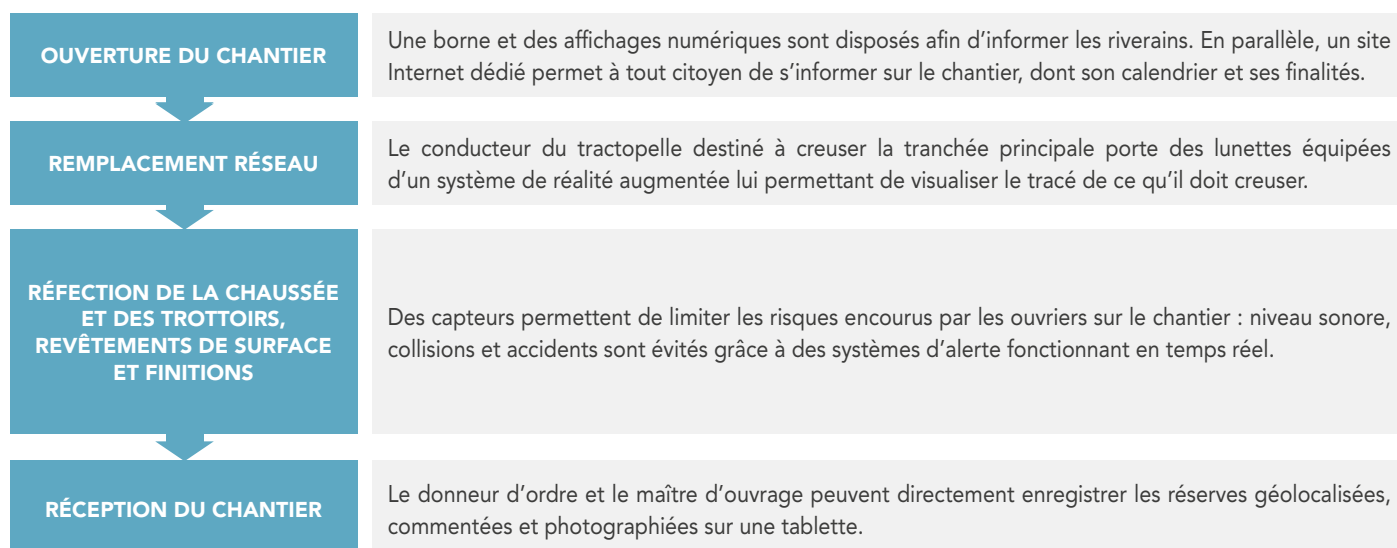 OUVERTURE DU CHANTIER
Une borne et des affichages numériques sont disposés afin d’informer les riverains. En parallèle, un site
Internet dédié permet à tout citoyen de s’informer sur le chantier, dont son calendrier et ses finalités.
REMPLACEMENT RÉSEAU
Le conducteur du tractopelle destiné à creuser la tranchée principale porte des lunettes équipées
d’un système de réalité augmentée lui permettant de visualiser le tracé de ce qu’il doit creuser.
RÉFECTION DE LA CHAUSSÉE
ET DES TROTTOIRS,
REVÊTEMENTS DE SURFACE
ET FINITIONS
Des capteurs permettent de limiter les risques encourus par les ouvriers sur le chantier : niveau sonore,
collisions et accidents sont évités grâce à des systèmes d’alerte fonctionnant en temps réel.
RÉCEPTION DU CHANTIER
Le donneur d’ordre et le maître d’ouvrage peuvent directement enregistrer les réserves géolocalisées,
commentées et photographiées sur une tablette.